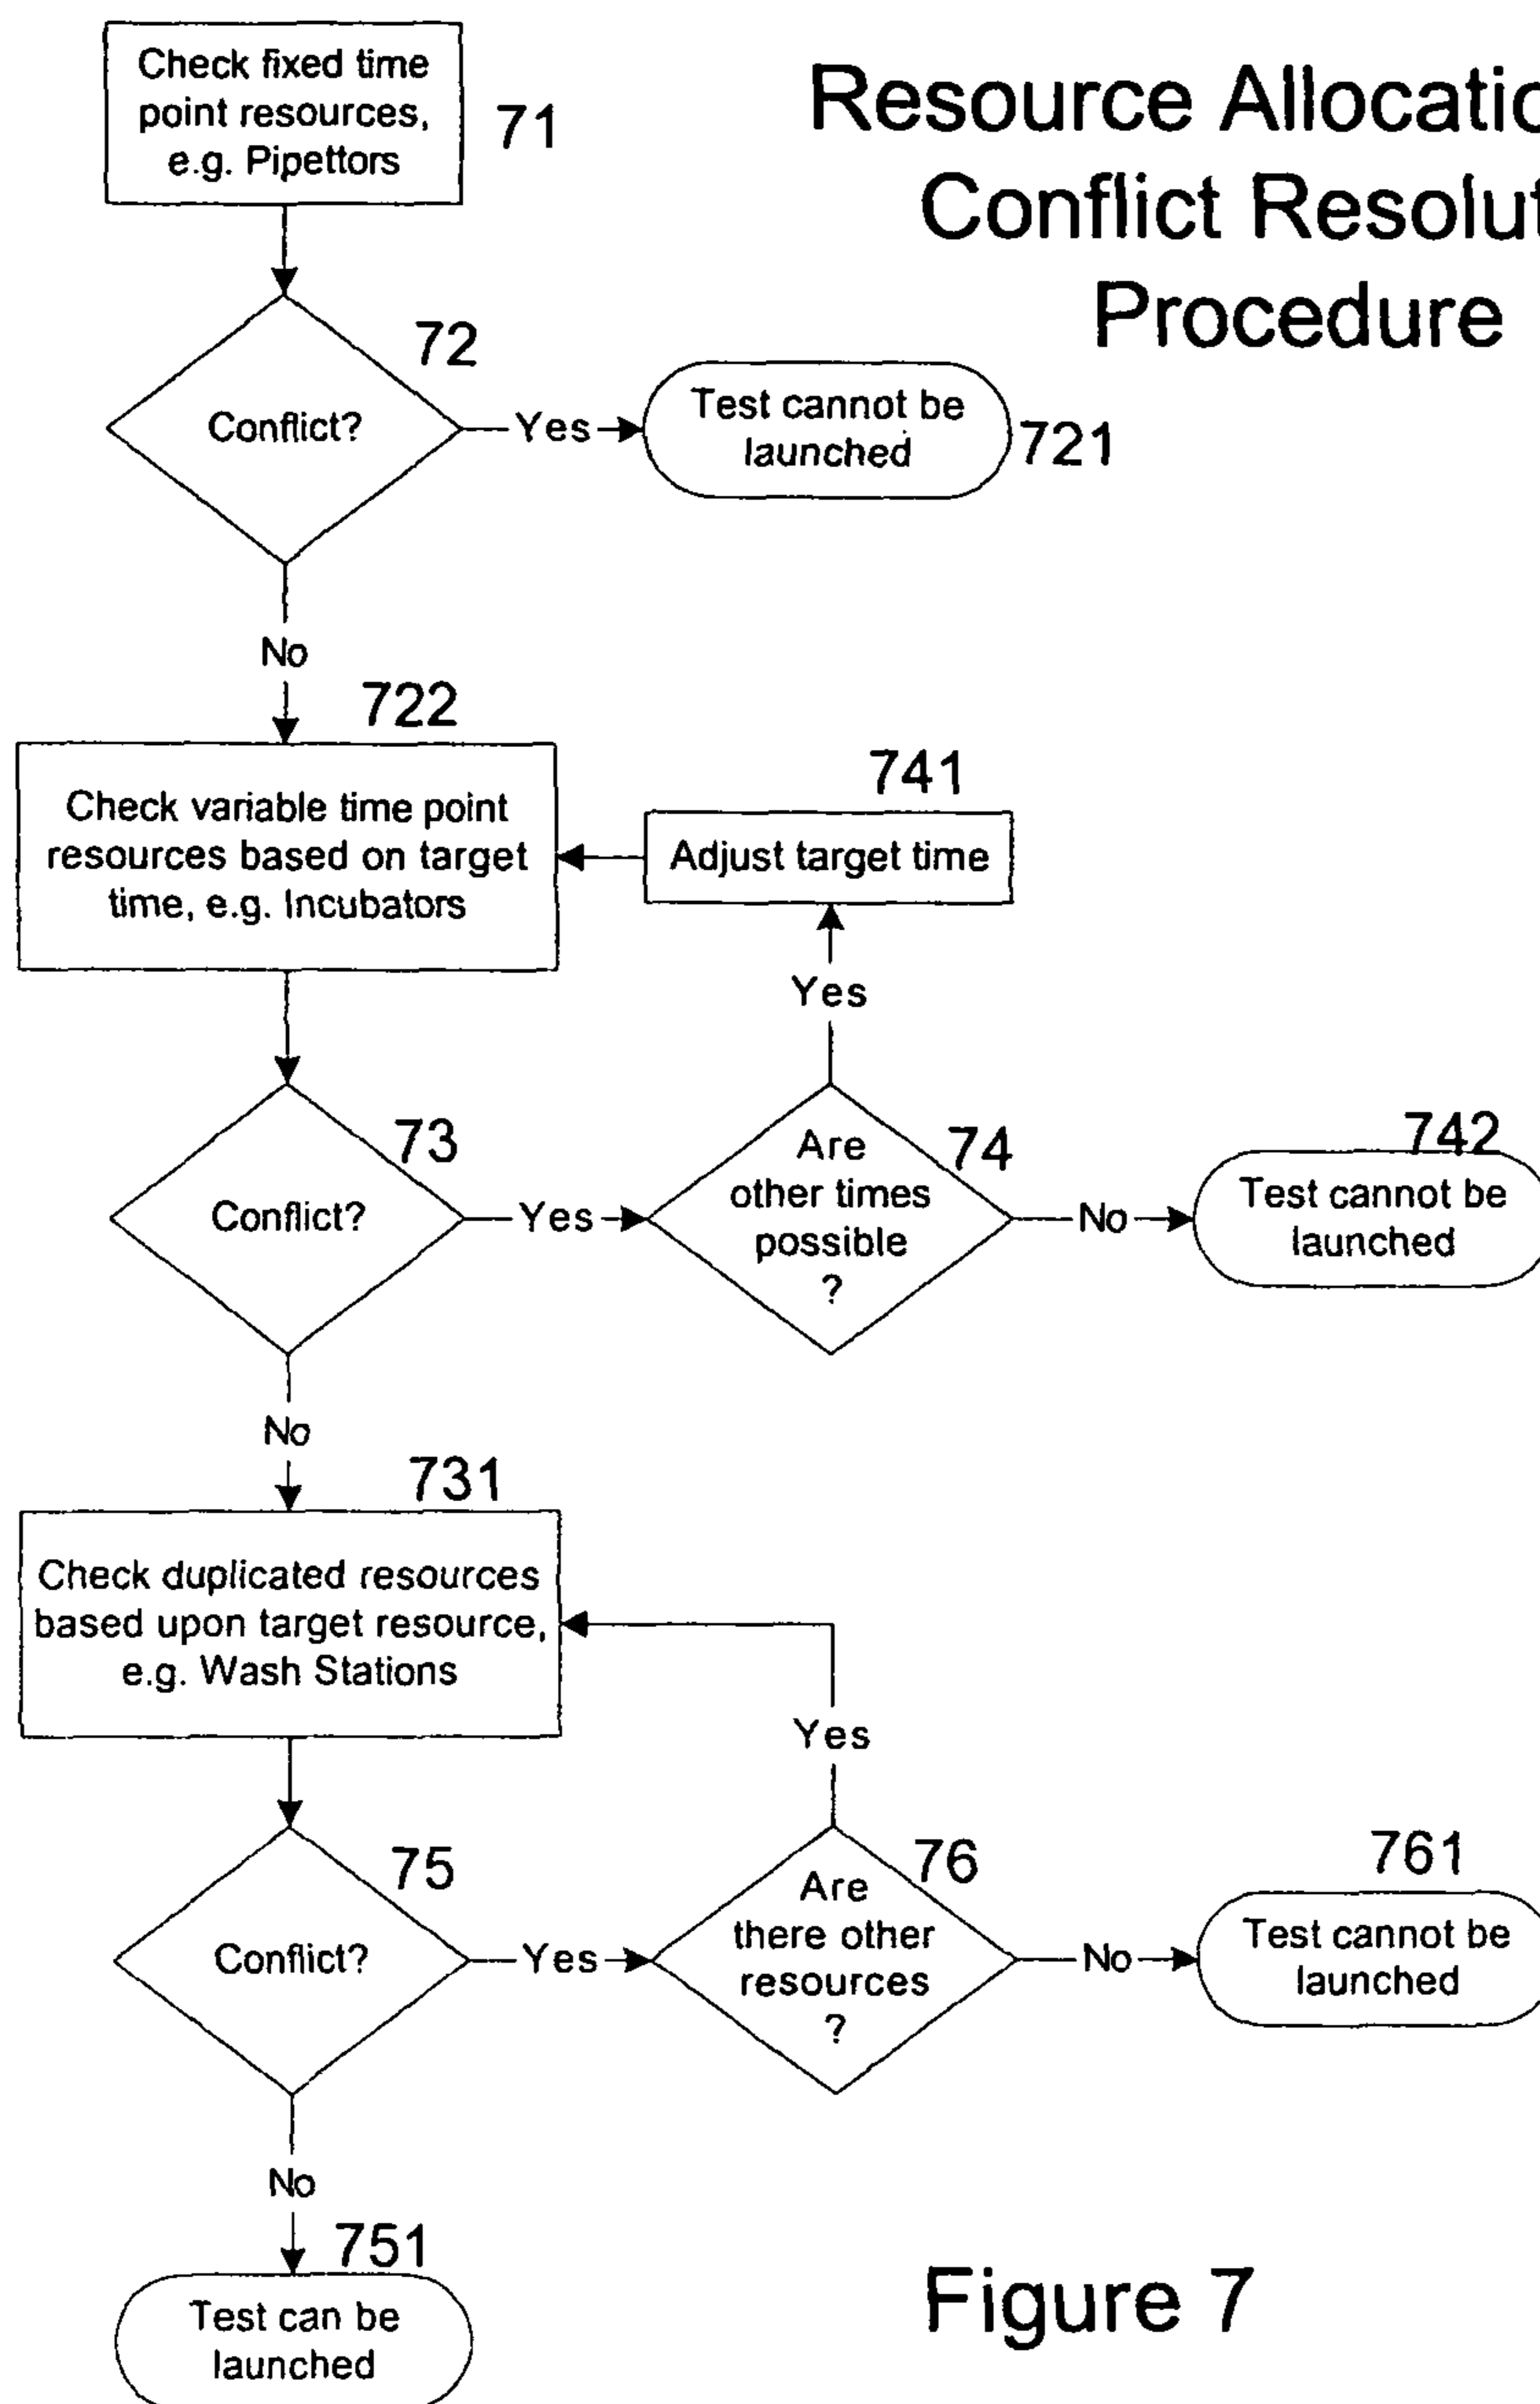 Check fixed time
point resources,
e.g. Pipettors
71
Resource Allocatio
Conflict Resolut
Procedure
72
Conflict?
Yes
Test cannot be
launched
721
No
722
Check variable time point
resources based on target
time, e.g. Incubators
741
Adjust target time
Yes
73
Conflict?
Yes
74
Are
other times
possible
?
No
742
Test cannot be
launched
No
731
Check duplicated resources
based upon target resource,
e.g. Wash Stations
Yes
75
Conflict?
Yes
76
Are
there other
resources
?
No
761
Test cannot be
launched
No
751
Test can be
launched
Figure 7